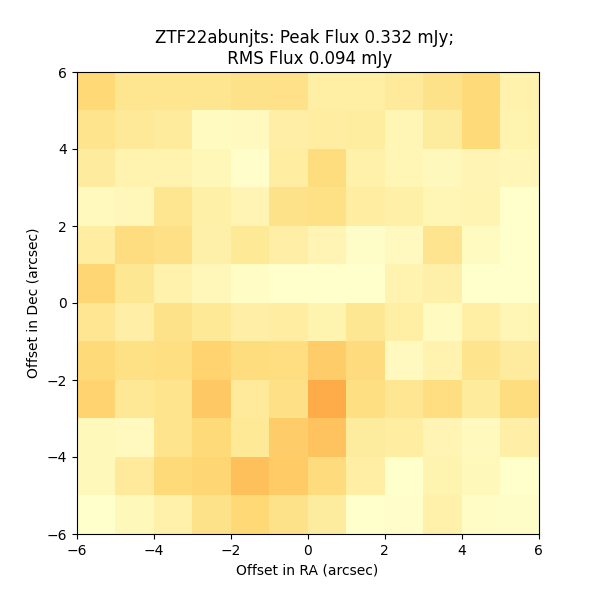 ZTF22abunjts: Peak Flux 0.332 mJy;
RMS Flux 0.094 mJy
6
4
2
0
−2
−4
−6
Offset in Dec (arcsec)
−6 −4 −2 0 2 4 6
Offset in RA (arcsec)